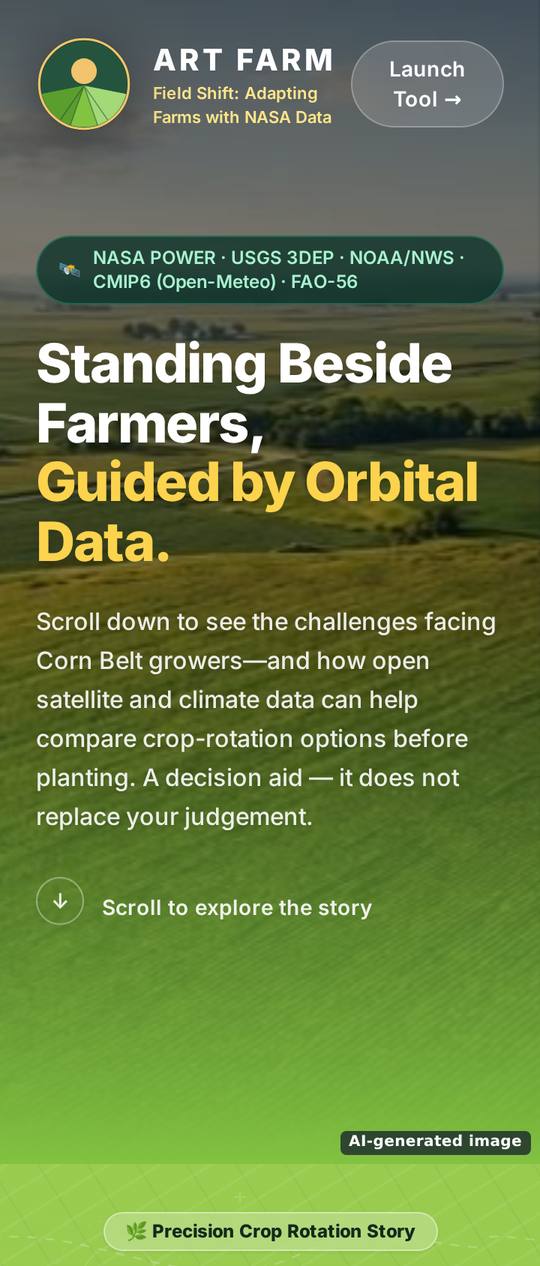 ART FARM
Field Shift: Adapting
Farms with NASA Data
Launch
Tool →
NASA POWER · USGS 3DEP · NOAA/NWS ·
CMIP6 (Open-Meteo) · FAO-56
Standing Beside
Farmers,
Guided by Orbital
Data.
Scroll down to see the challenges facing
Corn Belt growers—and how open
satellite and climate data can help
compare crop-rotation options before
planting. A decision aid — it does not
replace your judgement.
Scroll to explore the story
AI-generated image
Precision Crop Rotation Story